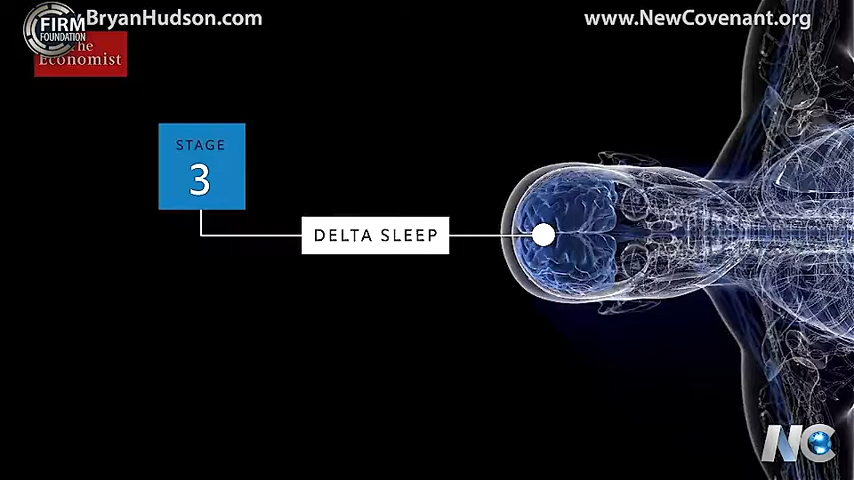 FIRM
FOUNDATION
BryanHudson.com
www.NewCovenant.org
The
Economist
STAGE
3
DELTA SLEEP
NC